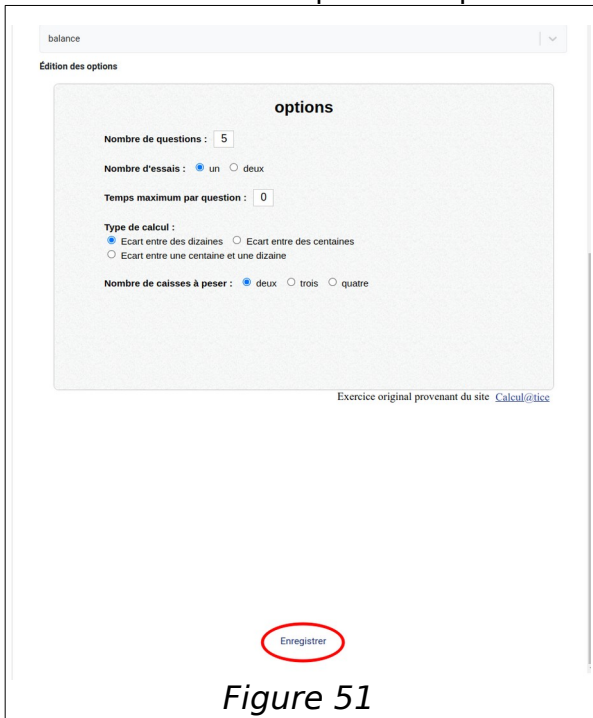 balance
Édition des options
options
Nombre de questions : 5
Nombre d'essais : un deux
Temps maximum par question : 0
Type de calcul :
Ecart entre des dizaines Ecart entre des centaines
Ecart entre une centaine et une dizaine
Nombre de caisses à peser : deux trois quatre
Exercice original provenant du site Calcul@tice
Enregistrer
Figure 51